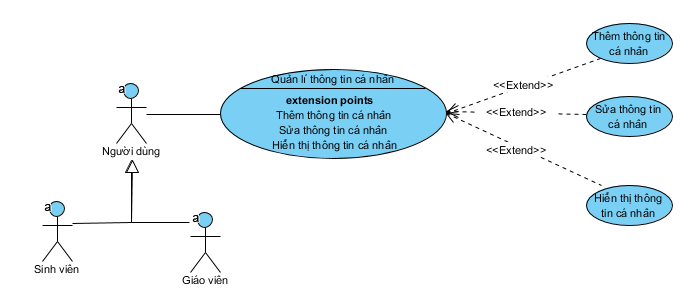 Quản lí thông tin cá nhân
extension points
Thêm thông tin cá nhân
Sửa thông tin cá nhân
Hiển thị thông tin cá nhân
Thêm thông tin
cá nhân
<<Extend>>
Sửa thông tin
cá nhân
<<Extend>>
Hiển thị thông
tin cá nhân
<<Extend>>
a
Người dùng
a
Sinh viên
a
Giáo viên